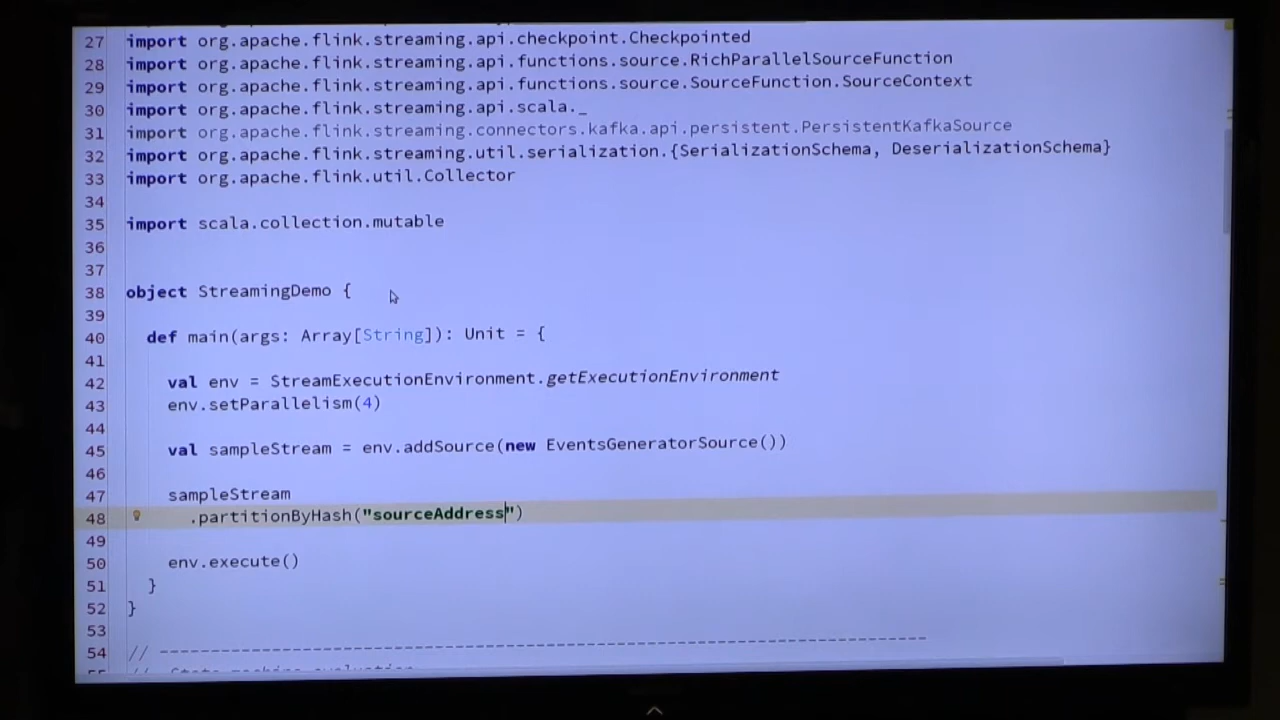 27 import org.apache.flink.streaming.api.checkpoint.Checkpointed
28 import org.apache.flink.streaming.api.functions.source.RichParallelSourceFunction
29 import org.apache.flink.streaming.api.functions.source.SourceFunction.SourceContext
30 import org.apache.flink.streaming.api.scala._
31 import org.apache.flink.streaming.connectors.kafka.api.persistent.PersistentKafkaSource
32 import org.apache.flink.streaming.util.serialization.{SerializationSchema, DeserializationSchema}
33 import org.apache.flink.util.Collector
34
35 import scala.collection.mutable
36
37
38 object StreamingDemo {
39
40 def main(args: Array[String]): Unit = {
41
42 val env = StreamExecutionEnvironment.getExecutionEnvironment
43 env.setParallelism(4)
44
45 val sampleStream = env.addSource(new EventsGeneratorSource())
46
47 sampleStream
48 .partitionByHash("sourceAddress")
49
50 env.execute()
51 }
52 }
53
54 // --------------------------------------------------------------------------